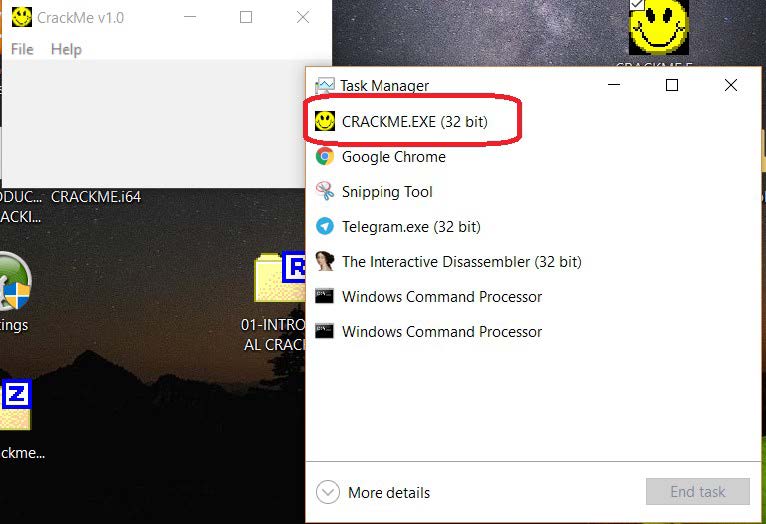 CrackMe v1.0
File Help
Task Manager
CRACKME.EXE (32 bit)
Google Chrome
Snipping Tool
Telegram.exe (32 bit)
The Interactive Disassembler (32 bit)
Windows Command Processor
Windows Command Processor
More details
End task
DUC... CRACKME.i64
ACKI...
R
tings
01-INTRO
AL CRAC
Z
ckme...